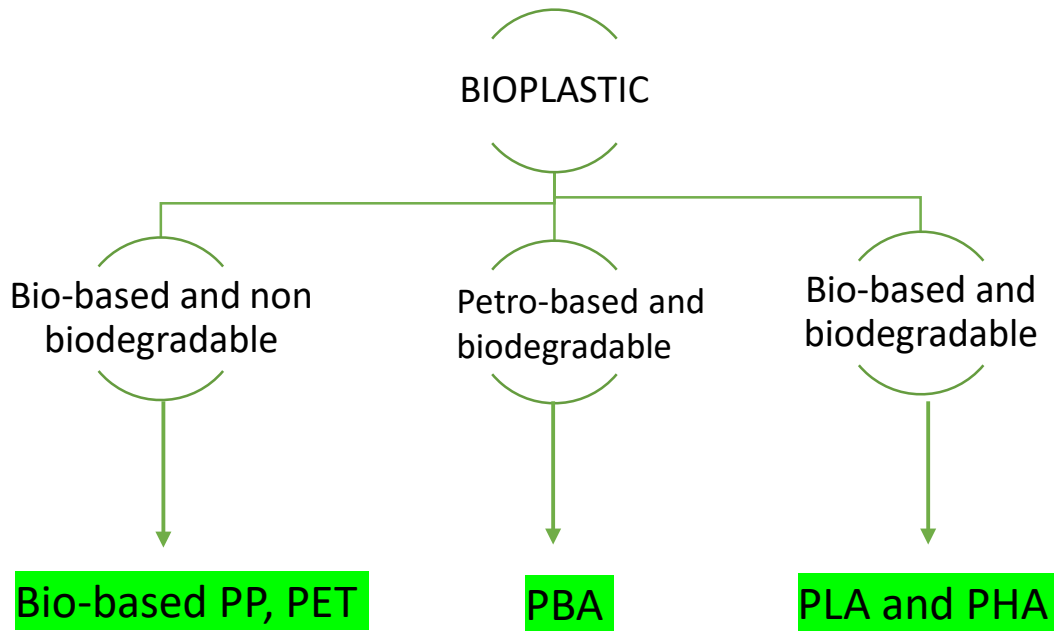 BIOPLASTIC
Bio-based and non
biodegradable
Petro-based and
biodegradable
Bio-based and
biodegradable
Bio-based PP, PET
PBA
PLA and PHA